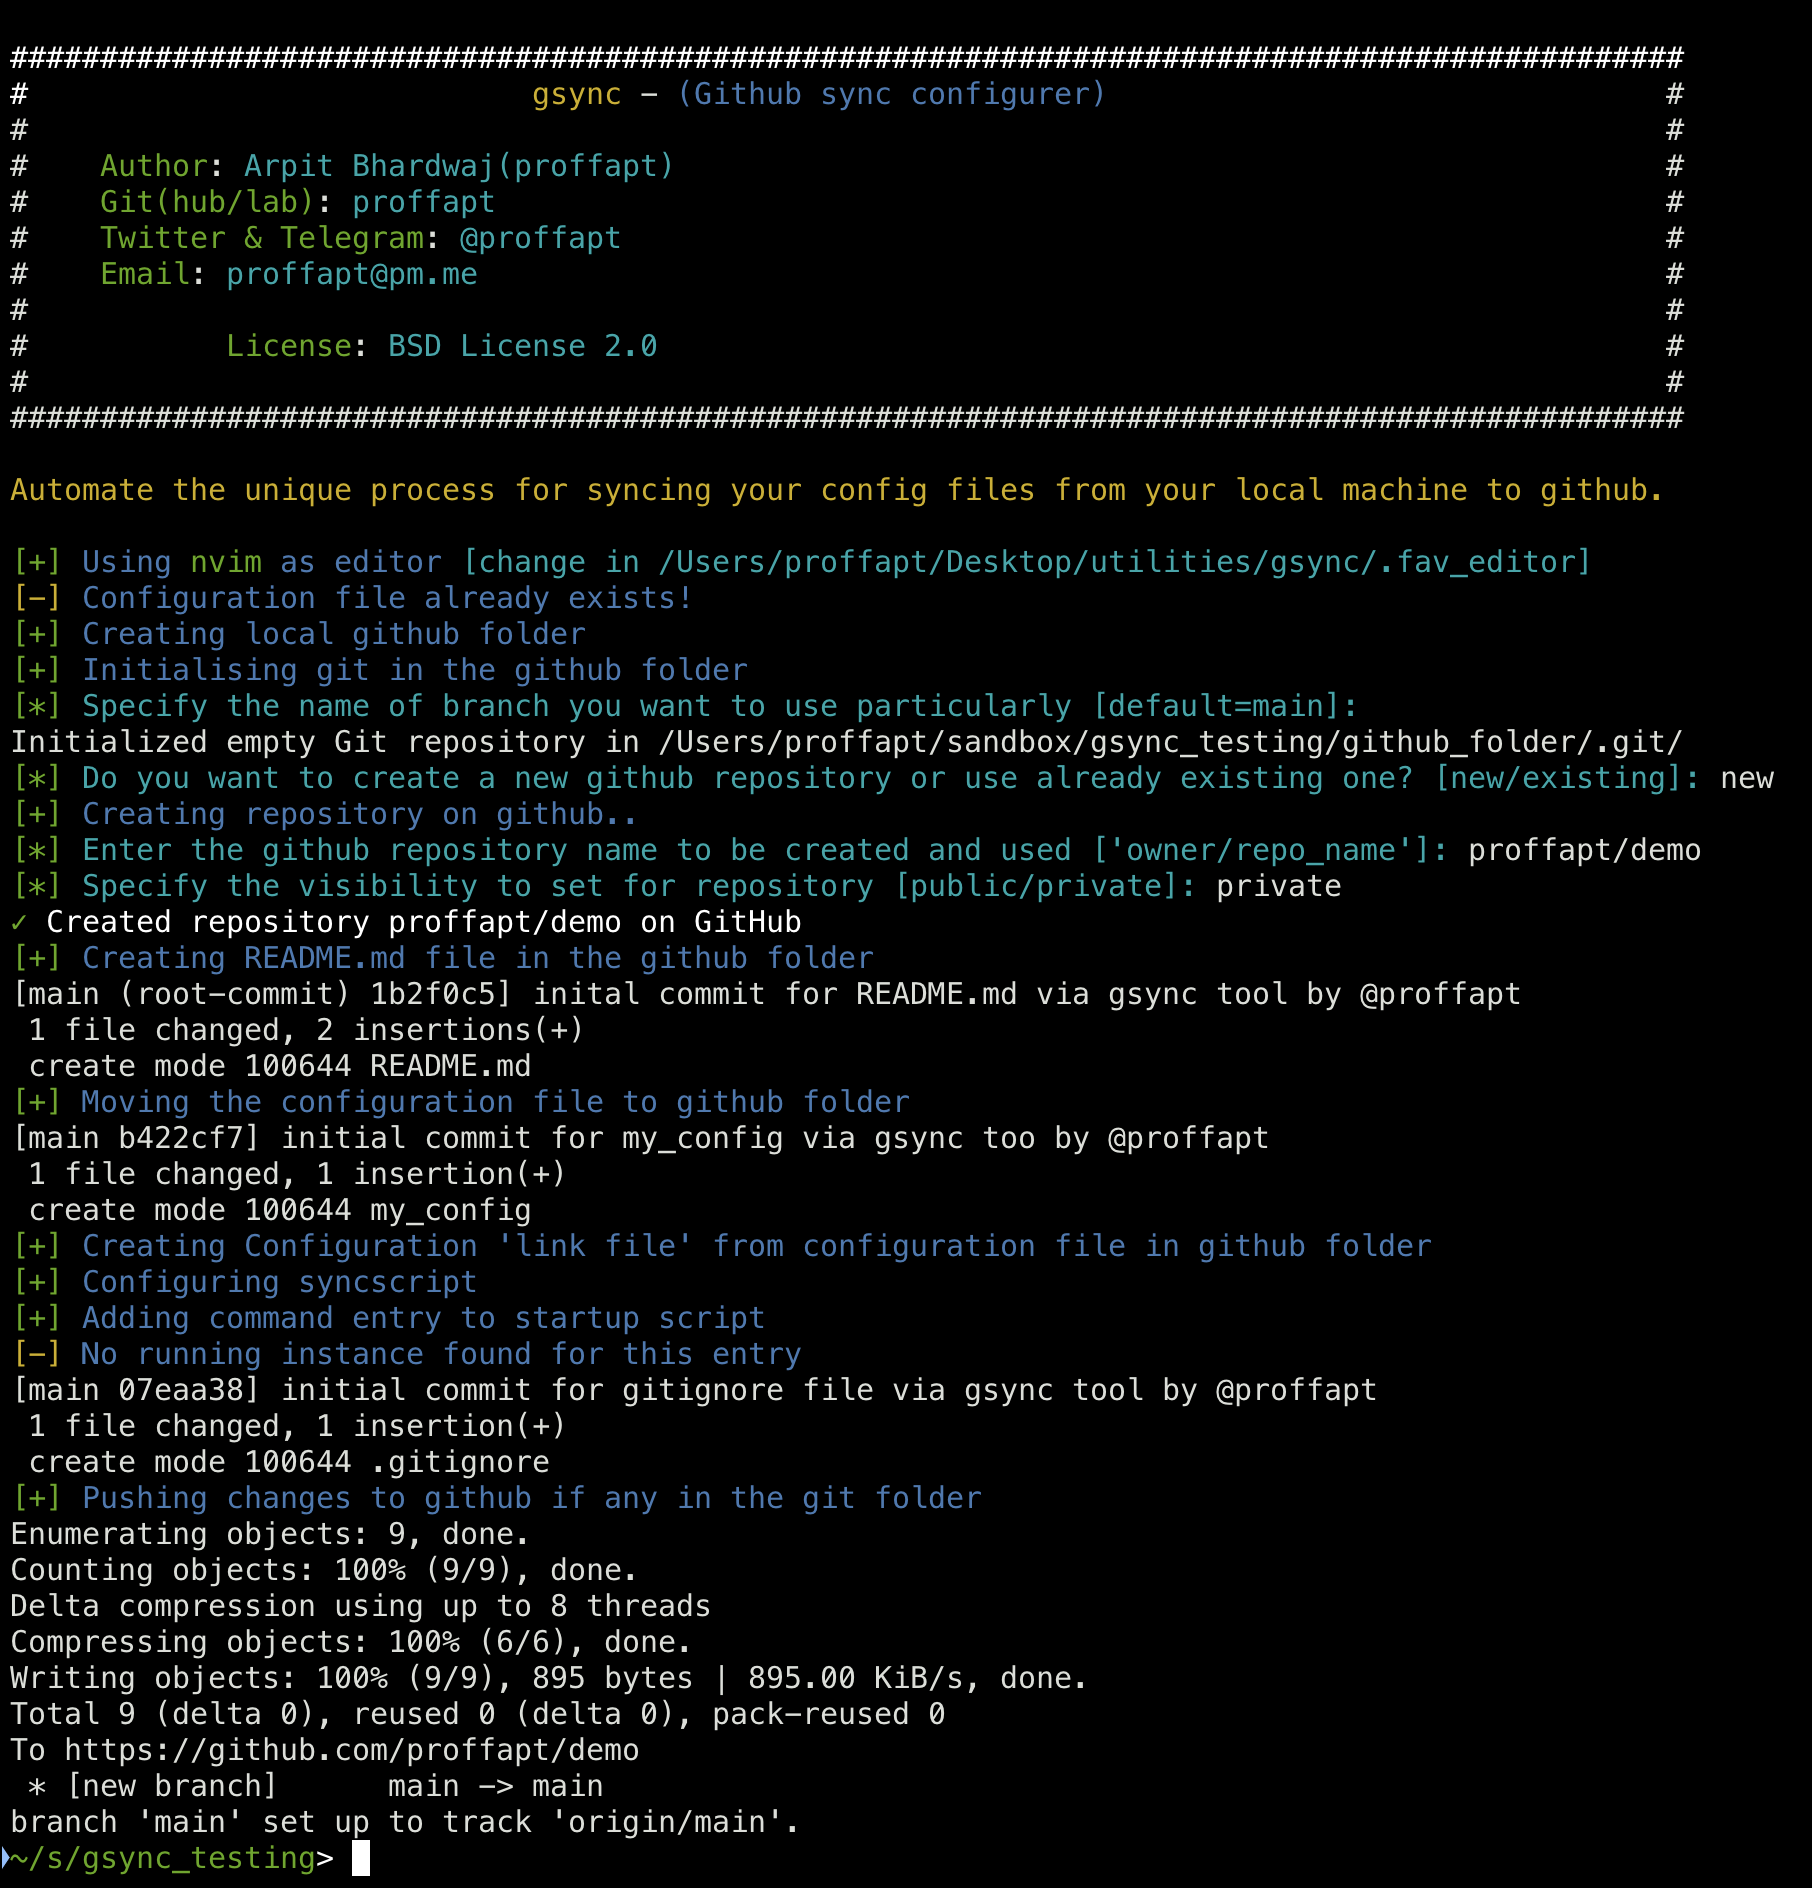 #############################################################################################
# gsync - (Github sync configurer) #
# #
# Author: Arpit Bhardwaj(proffapt) #
# Git(hub/lab): proffapt #
# Twitter & Telegram: @proffapt #
# Email: proffapt@pm.me #
# #
# License: BSD License 2.0 #
# #
#############################################################################################
Automate the unique process for syncing your config files from your local machine to github.
[+] Using nvim as editor [change in /Users/proffapt/Desktop/utilities/gsync/.fav_editor]
[-] Configuration file already exists!
[+] Creating local github folder
[+] Initialising git in the github folder
[*] Specify the name of branch you want to use particularly [default=main]:
Initialized empty Git repository in /Users/proffapt/sandbox/gsync_testing/github_folder/.git/
[*] Do you want to create a new github repository or use already existing one? [new/existing]: new
[+] Creating repository on github..
[*] Enter the github repository name to be created and used ['owner/repo_name']: proffapt/demo
[*] Specify the visibility to set for repository [public/private]: private
✓ Created repository proffapt/demo on GitHub
[+] Creating README.md file in the github folder
[main (root-commit) 1b2f0c5] inital commit for README.md via gsync tool by @proffapt
 1 file changed, 2 insertions(+)
 create mode 100644 README.md
[+] Moving the configuration file to github folder
[main b422cf7] initial commit for my_config via gsync too by @proffapt
 1 file changed, 1 insertion(+)
 create mode 100644 my_config
[+] Creating Configuration 'link file' from configuration file in github folder
[+] Configuring syncscript
[+] Adding command entry to startup script
[-] No running instance found for this entry
[main 07eaa38] initial commit for gitignore file via gsync tool by @proffapt
 1 file changed, 1 insertion(+)
 create mode 100644 .gitignore
[+] Pushing changes to github if any in the git folder
Enumerating objects: 9, done.
Counting objects: 100% (9/9), done.
Delta compression using up to 8 threads
Compressing objects: 100% (6/6), done.
Writing objects: 100% (9/9), 895 bytes | 895.00 KiB/s, done.
Total 9 (delta 0), reused 0 (delta 0), pack-reused 0
To https://github.com/proffapt/demo
 * [new branch]      main -> main
branch 'main' set up to track 'origin/main'.
~/s/gsync_testing>